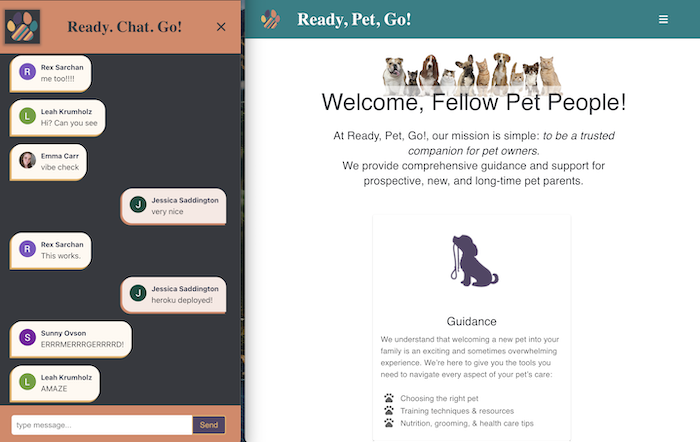 Ready. Chat. Go!
R
Rex Sarchan
me too!!!!
L
Leah Krumholz
Hi? Can you see
Emma Carr
vibe check
J
Jessica Saddington
very nice
R
Rex Sarchan
This works.
J
Jessica Saddington
heroku deployed!
S
Sunny Ovson
ERRRMERRRGERRRRD!
L
Leah Krumholz
AMAZE
type message...
Send
Ready, Pet, Go!
Welcome, Fellow Pet People!
At Ready, Pet, Go!, our mission is simple: to be a trusted
companion for pet owners.
We provide comprehensive guidance and support for
prospective, new, and long-time pet parents.
Guidance
We understand that welcoming a new pet into your
family is an exciting and sometimes overwhelming
experience. We're here to give you the tools you
need to navigate every aspect of your pet's care:
Choosing the right pet
Training techniques & resources
Nutrition, grooming, & health care tips